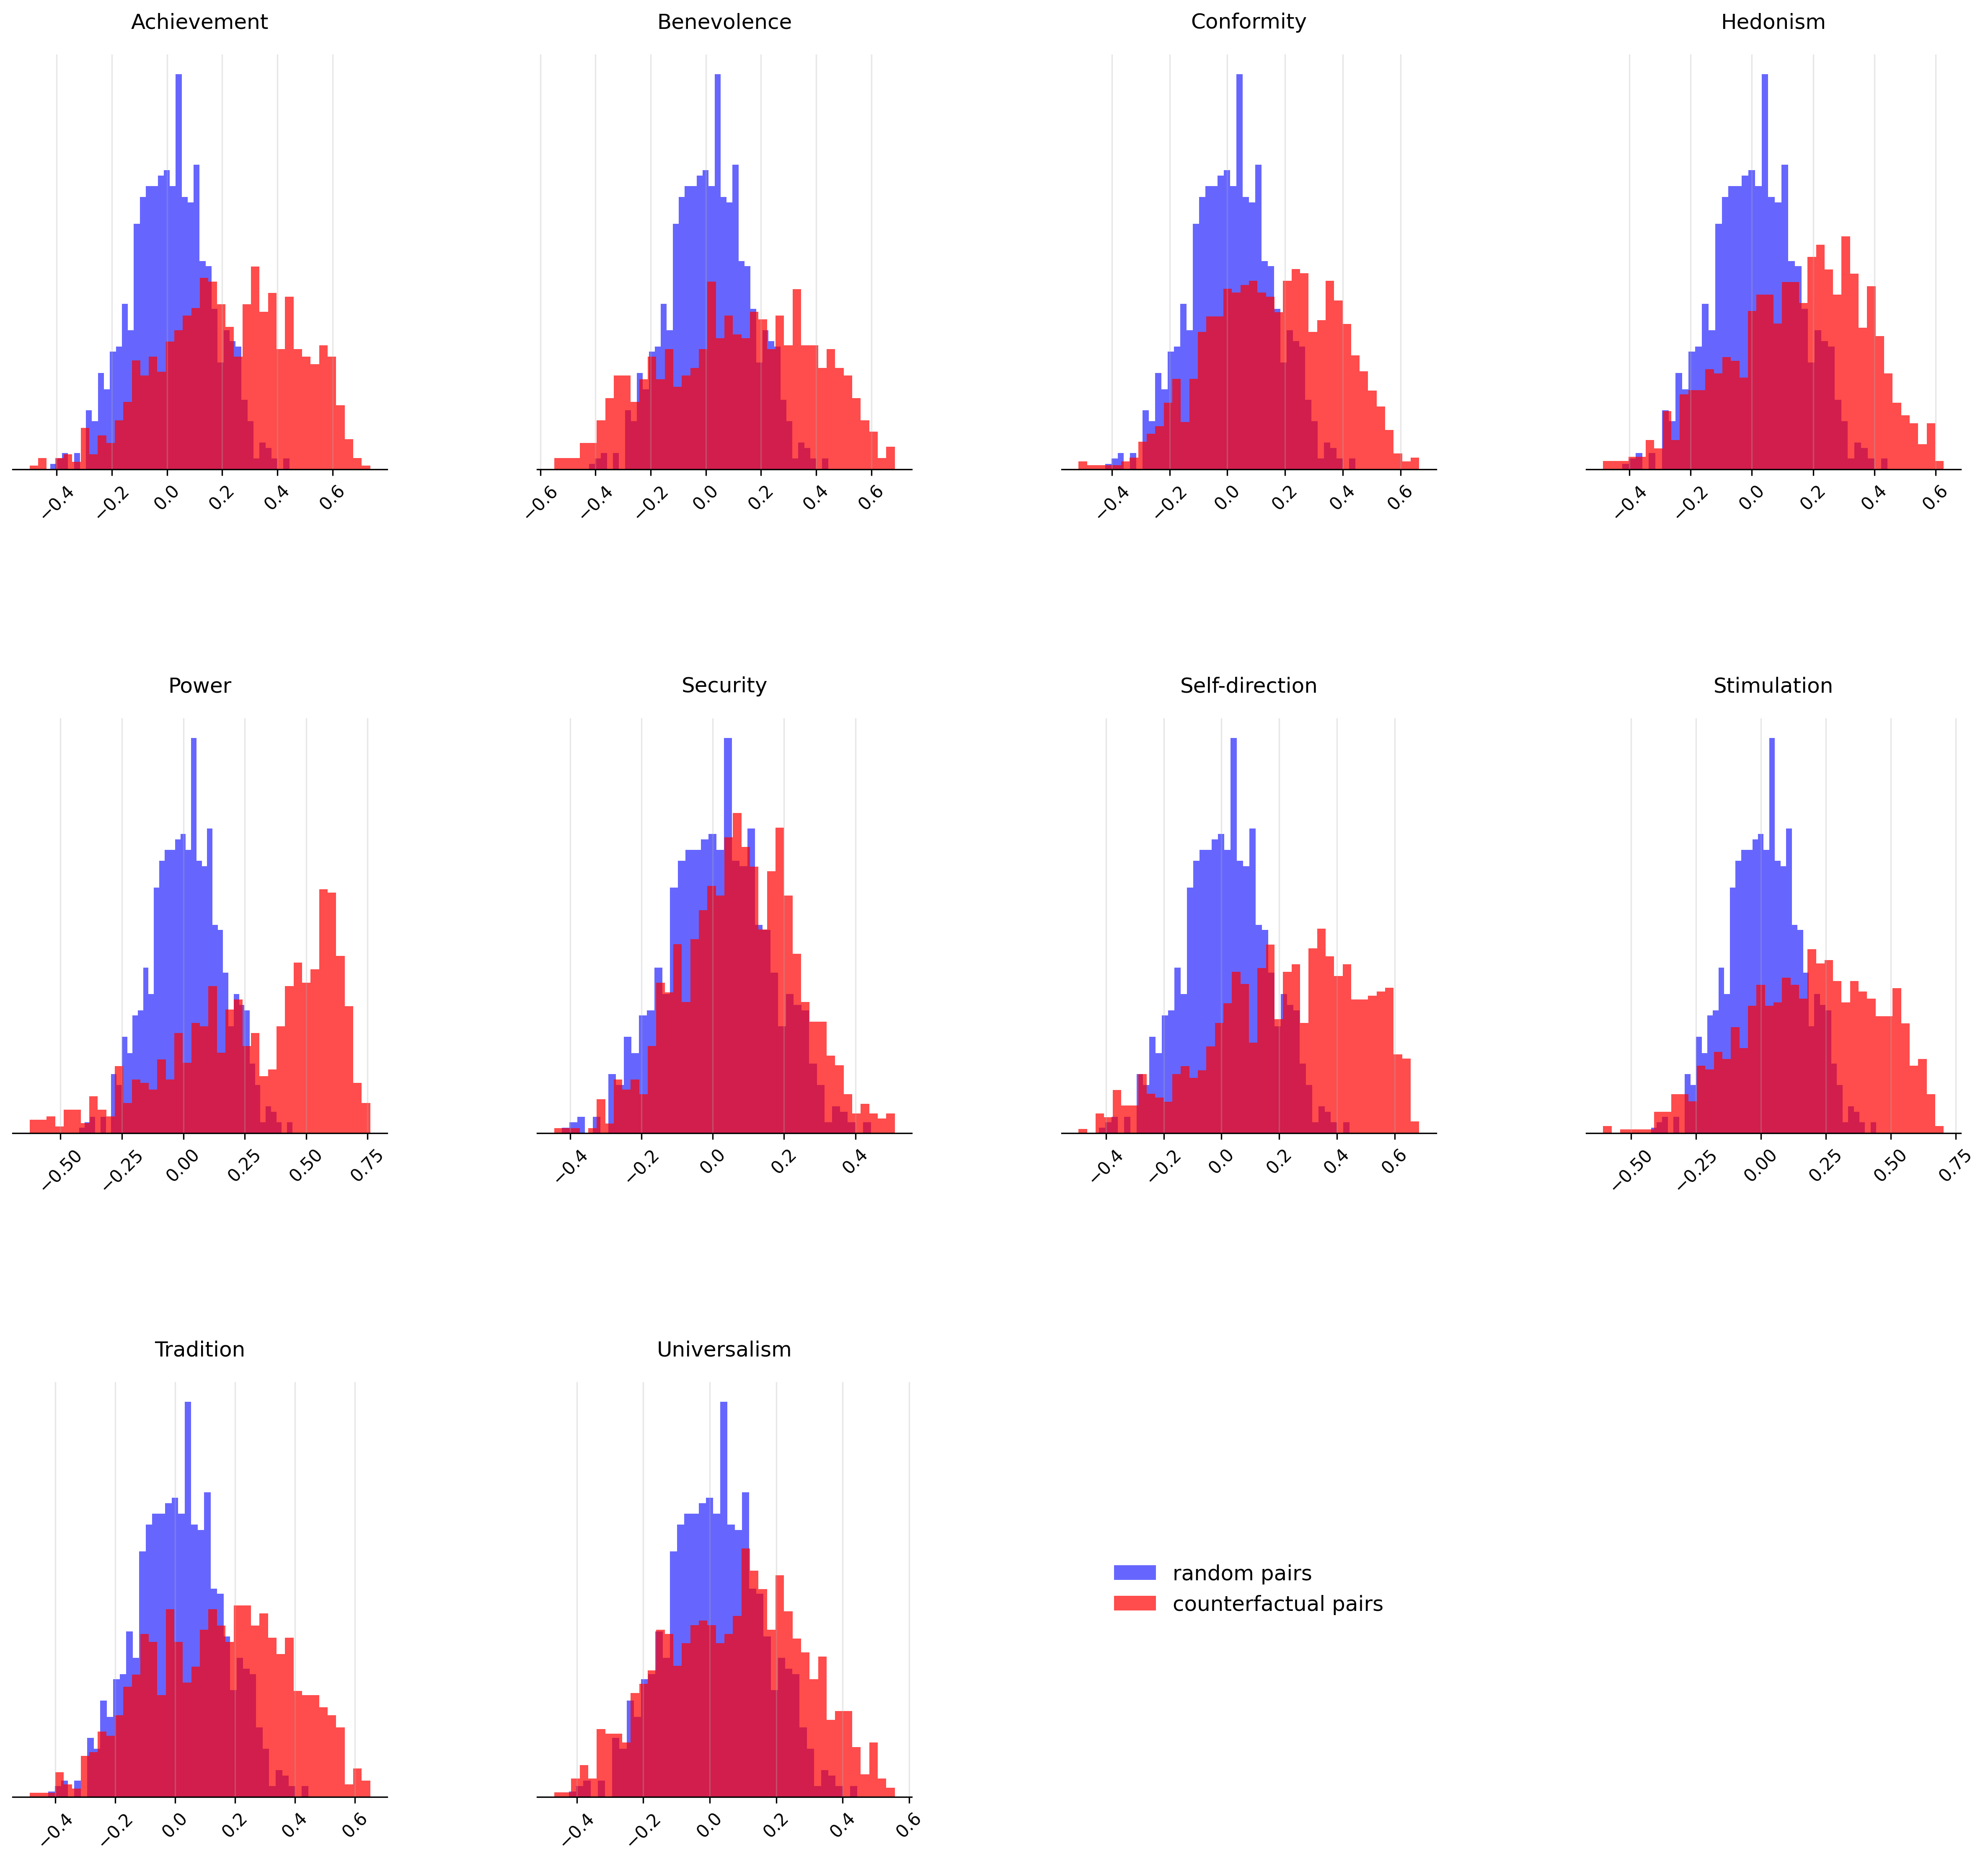 Achievement
Benevolence
Conformity
Hedonism
−0.4 −0.2 0.0 0.2 0.4 0.6
−0.6 −0.4 −0.2 0.0 0.2 0.4 0.6
−0.4 −0.2 0.0 0.2 0.4 0.6
−0.4 −0.2 0.0 0.2 0.4 0.6
Power
Security
Self-direction
Stimulation
−0.50 −0.25 0.00 0.25 0.50 0.75
−0.4 −0.2 0.0 0.2 0.4
−0.4 −0.2 0.0 0.2 0.4 0.6
−0.50 −0.25 0.00 0.25 0.50 0.75
Tradition
Universalism
random pairs
counterfactual pairs
−0.4 −0.2 0.0 0.2 0.4 0.6
−0.4 −0.2 0.0 0.2 0.4 0.6